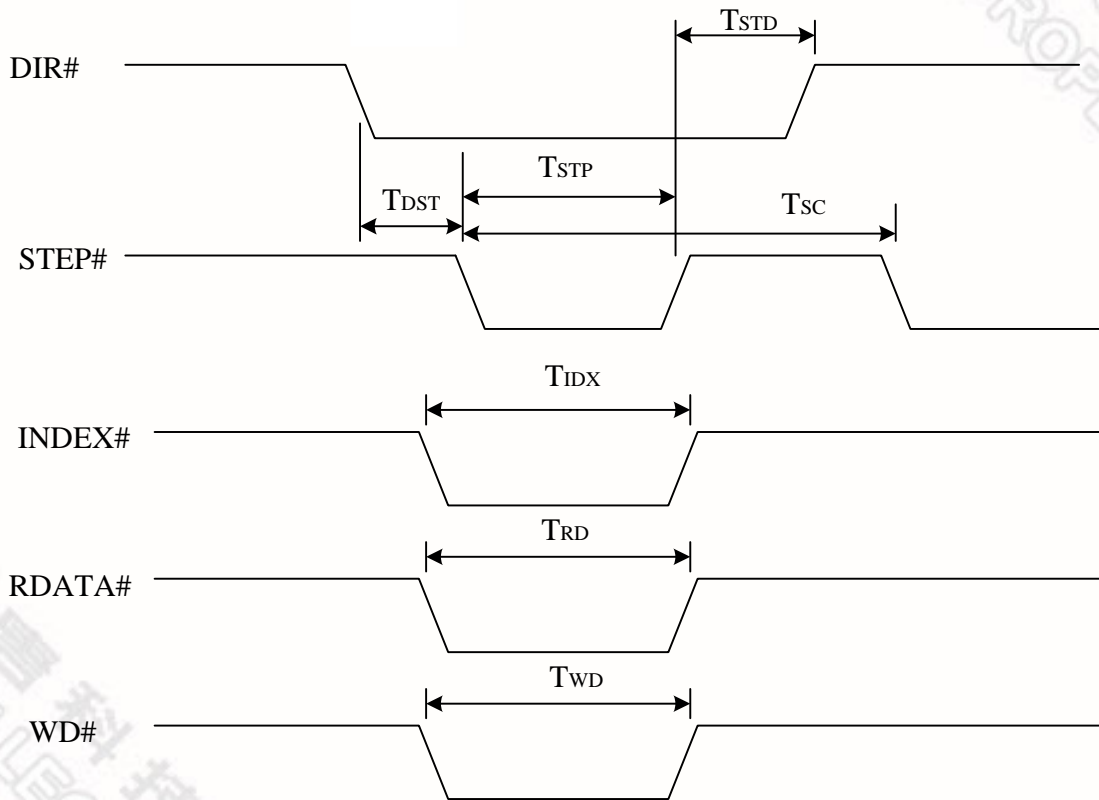 TSTD
DIR#
TSTP
TDST
TSC
STEP#
TIDX
INDEX#
TRD
RDATA#
TWD
WD#